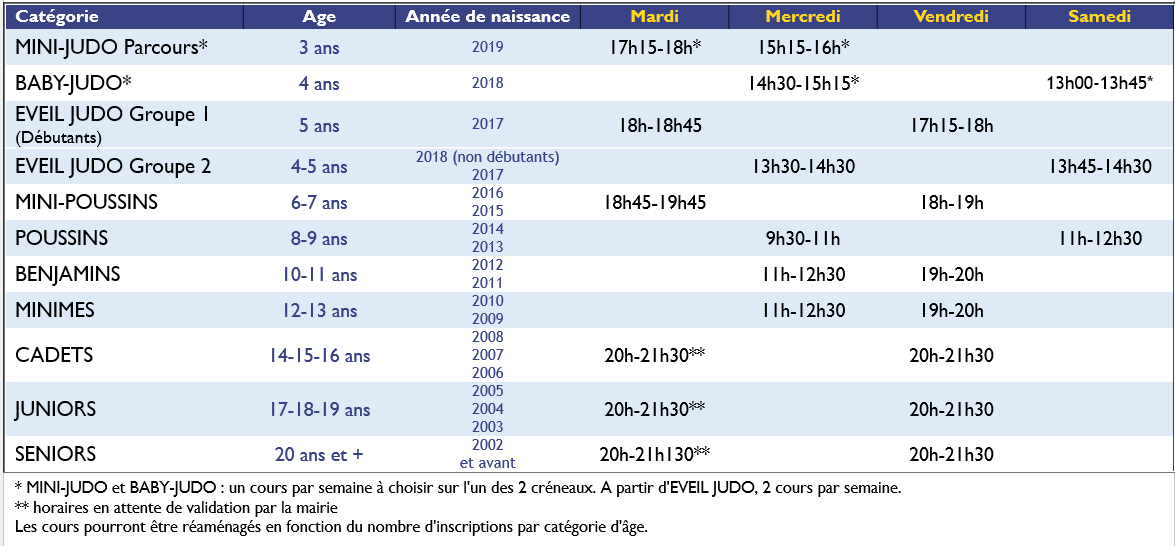 Catégorie Age Année de naissance Mardi Mercredi Vendredi Samedi
MINI-JUDO Parcours* 3 ans 2019 17h15-18h* 15h15-16h*
BABY-JUDO* 4 ans 2018 14h30-15h15* 13h00-13h45*
EVEIL JUDO Groupe 1
(Débutants) 5 ans 2017 18h-18h45 17h15-18h
EVEIL JUDO Groupe 2 4-5 ans 2018 (non débutants)
2017 13h30-14h30 13h45-14h30
MINI-POUSSINS 6-7 ans 2016
2015 18h45-19h45 18h-19h
POUSSINS 8-9 ans 2014
2013 9h30-11h 11h-12h30
BENJAMINS 10-11 ans 2012
2011 11h-12h30 19h-20h
MINIMES 12-13 ans 2010
2009 11h-12h30 19h-20h
CADETS 14-15-16 ans 2008
2007
2006 20h-21h30** 20h-21h30
JUNIORS 17-18-19 ans 2005
2004
2003 20h-21h30** 20h-21h30
SENIORS 20 ans et + 2002
et avant 20h-21h130** 20h-21h30
* MINI-JUDO et BABY-JUDO : un cours par semaine à choisir sur l'un des 2 créneaux. A partir d'EVEIL JUDO, 2 cours par semaine.
** horaires en attente de validation par la mairie
Les cours pourront être réaménagés en fonction du nombre d'inscriptions par catégorie d'âge.